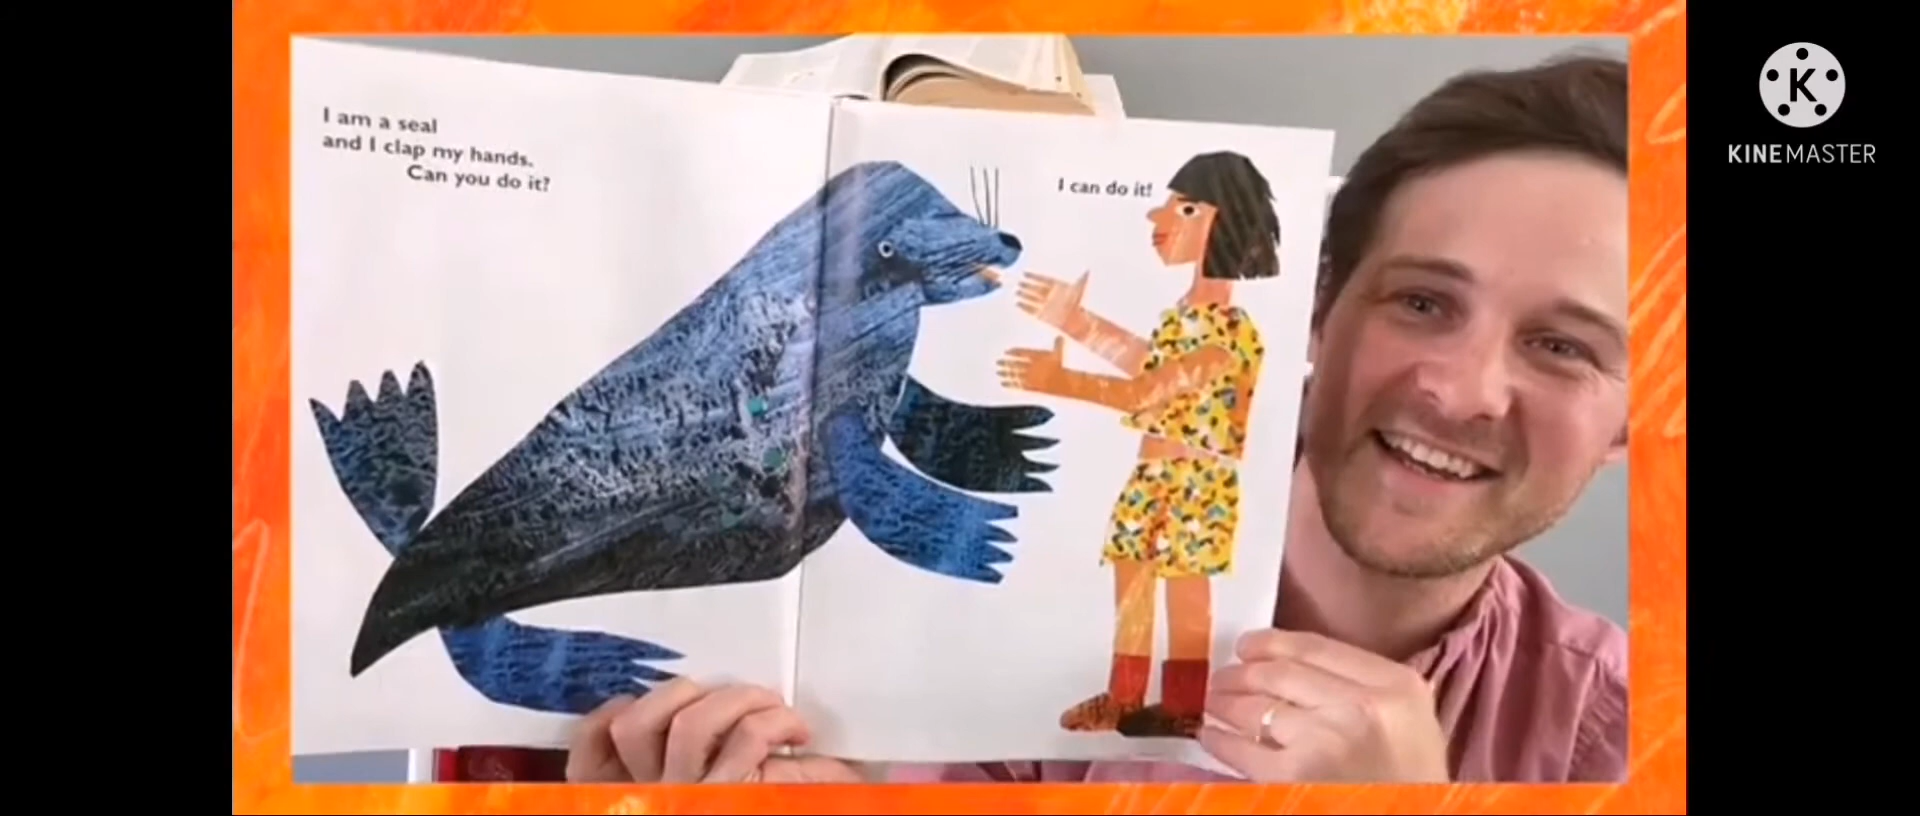 I am a seal
and I clap my hands.
Can you do it?
I can do it!
K
KINEMASTER